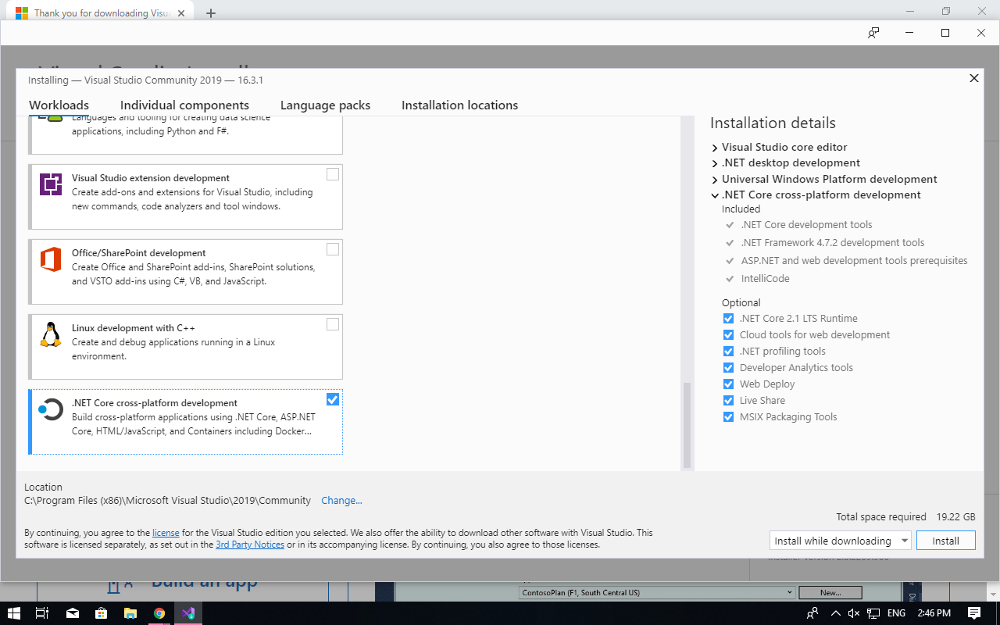 Thank you for downloading Visu
Installing — Visual Studio Community 2019 — 16.3.1
Workloads
Individual components
Language packs
Installation locations
Languages and tooling for creating data science
applications, including Python and F#.
Visual Studio extension development
Create add-ons and extensions for Visual Studio, including
new commands, code analyzers and tool windows.
Office/SharePoint development
Create Office and SharePoint add-ins, SharePoint solutions,
and VSTO add-ins using C#, VB, and JavaScript.
Linux development with C++
Create and debug applications running in a Linux
environment.
.NET Core cross-platform development
Build cross-platform applications using .NET Core, ASP.NET
Core, HTML/JavaScript, and Containers including Docker...
Installation details
Visual Studio core editor
.NET desktop development
Universal Windows Platform development
.NET Core cross-platform development
Included
.NET Core development tools
.NET Framework 4.7.2 development tools
ASP.NET and web development tools prerequisites
IntelliCode
Optional
.NET Core 2.1 LTS Runtime
Cloud tools for web development
.NET profiling tools
Developer Analytics tools
Web Deploy
Live Share
MSIX Packaging Tools
Location
C:\Program Files (x86)\Microsoft Visual Studio\2019\Community Change...
Total space required 19.22 GB
By continuing, you agree to the license for the Visual Studio edition you selected. We also offer the ability to download other software with Visual Studio. This
software is licensed separately, as set out in the 3rd Party Notices or in its accompanying license. By continuing, you also agree to those licenses.
Install while downloading
Install
Build an app
ContosoPlan (F1, South Central US)
New...
ENG
2:46 PM